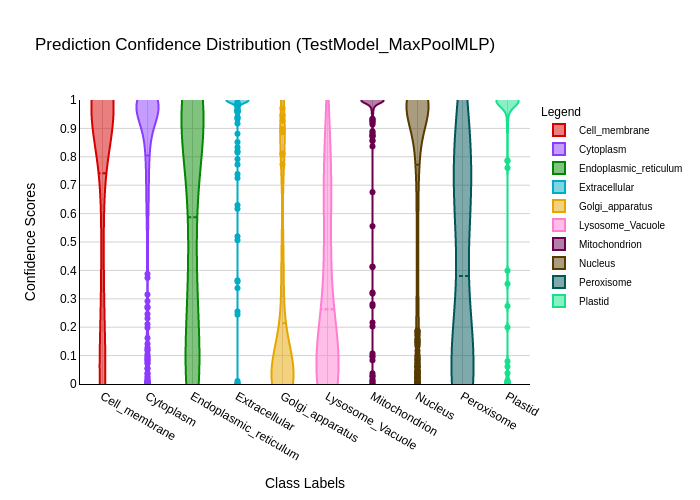 Prediction Confidence Distribution (TestModel_MaxPoolMLP)
Legend
Cell_membrane
Cytoplasm
Endoplasmic_reticulum
Extracellular
Golgi_apparatus
Lysosome_Vacuole
Mitochondrion
Nucleus
Peroxisome
Plastid
Confidence Scores
1
0.9
0.8
0.7
0.6
0.5
0.4
0.3
0.2
0.1
0
Cell_membrane
Cytoplasm
Endoplasmic_reticulum
Extracellular
Golgi_apparatus
Lysosome_Vacuole
Mitochondrion
Nucleus
Peroxisome
Plastid
Class Labels